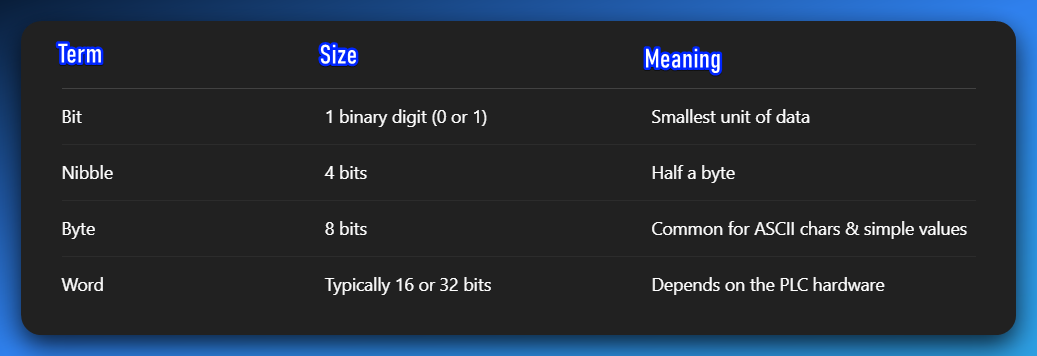 Term Size Meaning
Bit 1 binary digit (0 or 1) Smallest unit of data
Nibble 4 bits Half a byte
Byte 8 bits Common for ASCII chars & simple values
Word Typically 16 or 32 bits Depends on the PLC hardware